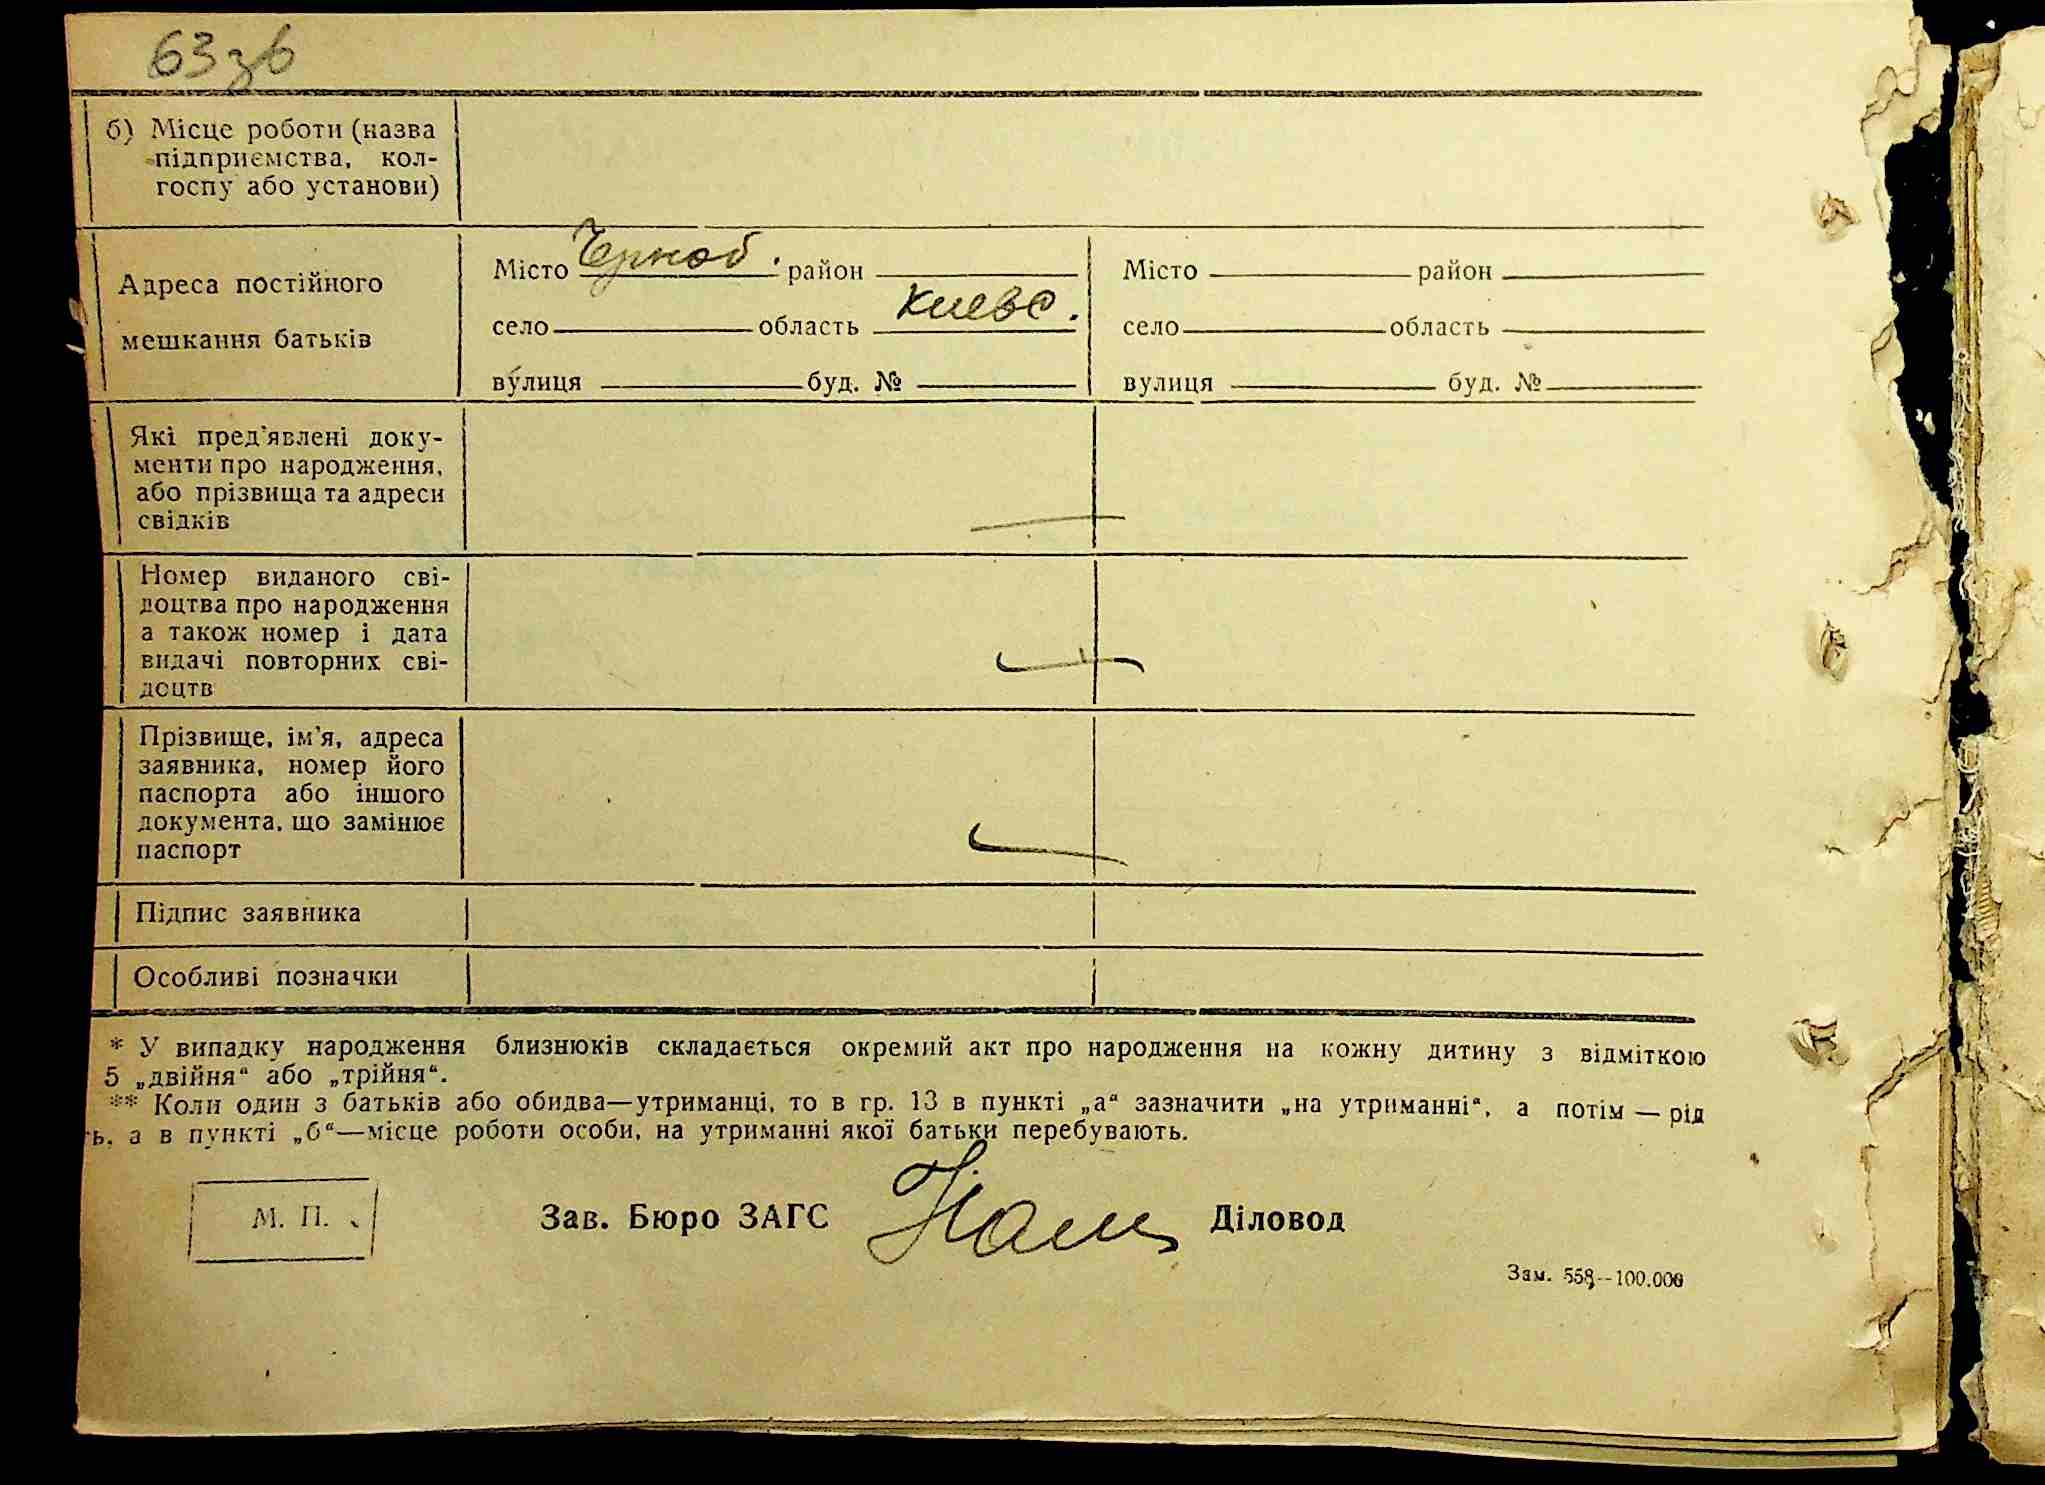 63 зв
б) Місце роботи (назва
підприємства, кол-
госпу або установи)
Адреса постійного
мешкання батьків
Місто Черноб. район
село область Киевс.
вулиця буд. №
Місто район
село область
вулиця буд. №
Які пред'явлені доку-
менти про народження,
або прізвища та адреси
свідків
Номер виданого сві-
доцтва про народження
а також номер і дата
видачі повторних сві-
доцтв
Прізвище, ім'я, адреса
заявника, номер його
паспорта або іншого
документа, що замінює
паспорт
Підпис заявника
Особливі позначки
* У випадку народження близнюків складається окремий акт про народження на кожну дитину з відміткою
5 „двійня“ або „трійня“.
** Коли один з батьків або обидва—утриманці, то в гр. 13 в пункті „а“ зазначити „на утриманні“, а потім — рід
ь, а в пункті „б“—місце роботи особи, на утриманні якої батьки перебувають.
М. П.
Зав. Бюро ЗАГС Діловод
Зам. 558--100.000